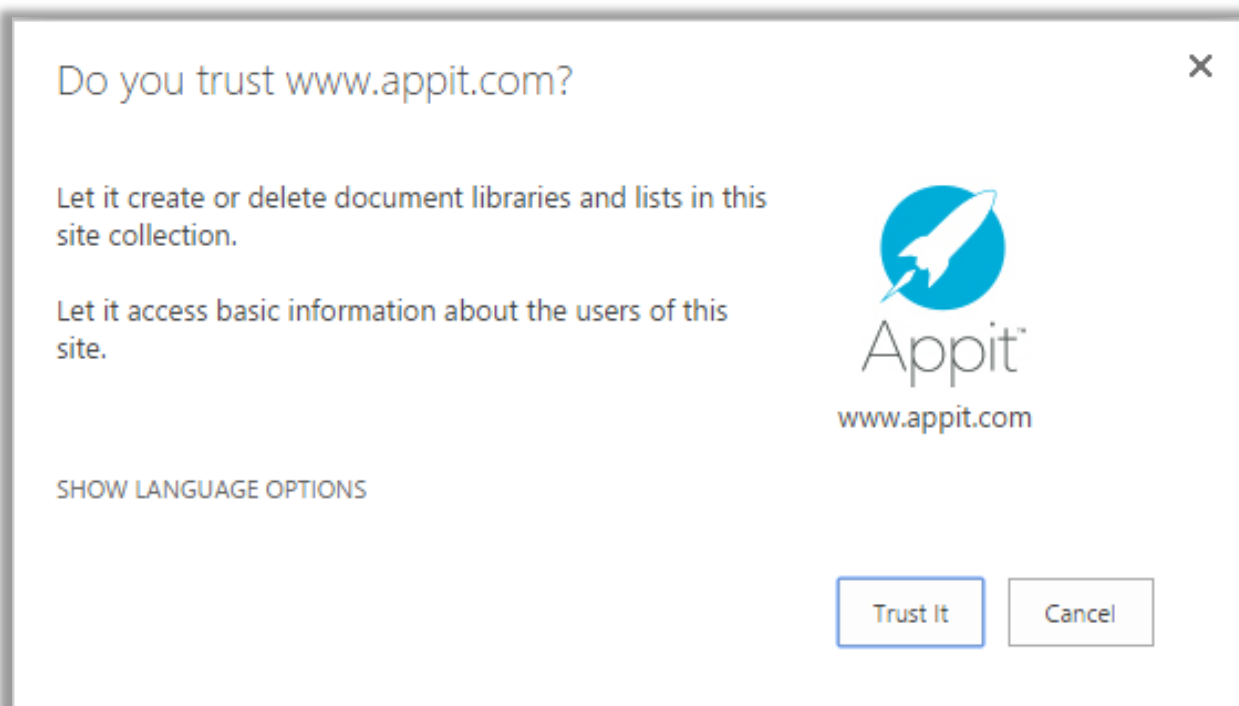 Do you trust www.appit.com?
Let it create or delete document libraries and lists in this
site collection.
Let it access basic information about the users of this
site.
Appit™
www.appit.com
SHOW LANGUAGE OPTIONS
Trust It
Cancel